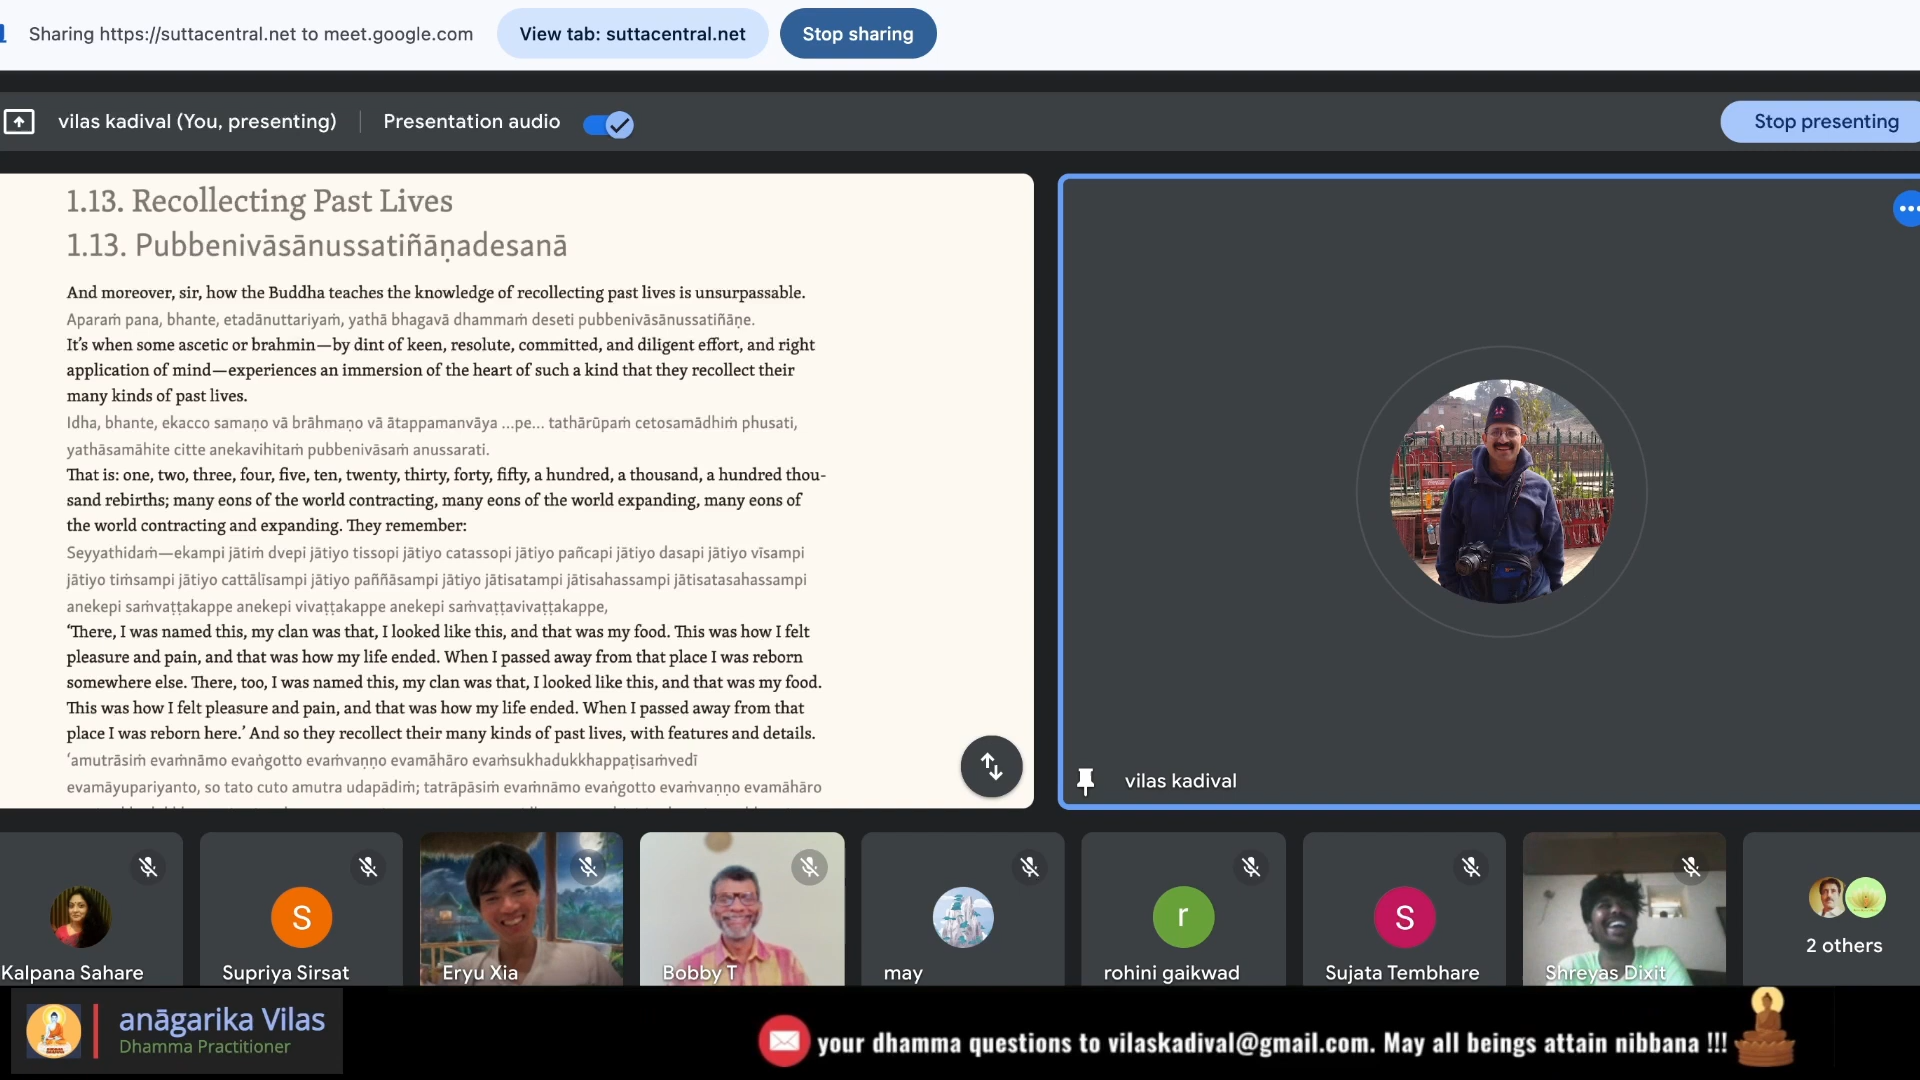 Sharing https://suttacentral.net to meet.google.com
View tab: suttacentral.net
Stop sharing
vilas kadival (You, presenting)
Presentation audio
Stop presenting
1.13. Recollecting Past Lives
1.13. Pubbenivāsānussatiñāṇadesanā
And moreover, sir, how the Buddha teaches the knowledge of recollecting past lives is unsurpassable.
Aparaṁ pana, bhante, etadānuttariyaṁ, yathā bhagavā dhammaṁ deseti pubbenivāsānussatiñāṇe.
It’s when some ascetic or brahmin—by dint of keen, resolute, committed, and diligent effort, and right
application of mind—experiences an immersion of the heart of such a kind that they recollect their
many kinds of past lives.
Idha, bhante, ekacco samaṇo vā brāhmaṇo vā ātappamanvāya …pe… tathārūpaṁ cetosamādhiṁ phusati,
yathāsamāhite citte anekavihitaṁ pubbenivāsaṁ anussarati.
That is: one, two, three, four, five, ten, twenty, thirty, forty, fifty, a hundred, a thousand, a hundred thou-
sand rebirths; many eons of the world contracting, many eons of the world expanding, many eons of
the world contracting and expanding. They remember:
Seyyathidaṁ—ekampi jātiṁ dvepi jātiyo tissopi jātiyo catassopi jātiyo pañcapi jātiyo dasapi jātiyo vīsampi
jātiyo tiṁsampi jātiyo cattālīsampi jātiyo paññāsampi jātiyo jātisatampi jātisahassampi jātisatasahassampi
anekepi saṁvaṭṭakappe anekepi vivaṭṭakappe anekepi saṁvaṭṭavivaṭṭakappe,
‘There, I was named this, my clan was that, I looked like this, and that was my food. This was how I felt
pleasure and pain, and that was how my life ended. When I passed away from that place I was reborn
somewhere else. There, too, I was named this, my clan was that, I looked like this, and that was my food.
This was how I felt pleasure and pain, and that was how my life ended. When I passed away from that
place I was reborn here.’ And so they recollect their many kinds of past lives, with features and details.
‘amutrāsiṁ evaṁnāmo evaṅgotto evaṁvaṇṇo evamāhāro evaṁsukhadukkhappaṭisaṁvedī
evamāyupariyanto, so tato cuto amutra udapādiṁ; tatrāpāsiṁ evaṁnāmo evaṅgotto evaṁvaṇṇo evamāhāro
vilas kadival
Kalpana Sahare
S
Supriya Sirsat
Eryu Xia
Bobby T
may
r
rohini gaikwad
S
Sujata Tembhare
Shreyas Dixit
2 others
anāgarika Vilas
Dhamma Practitioner
your dhamma questions to vilaskadival@gmail.com. May all beings attain nibbana !!!